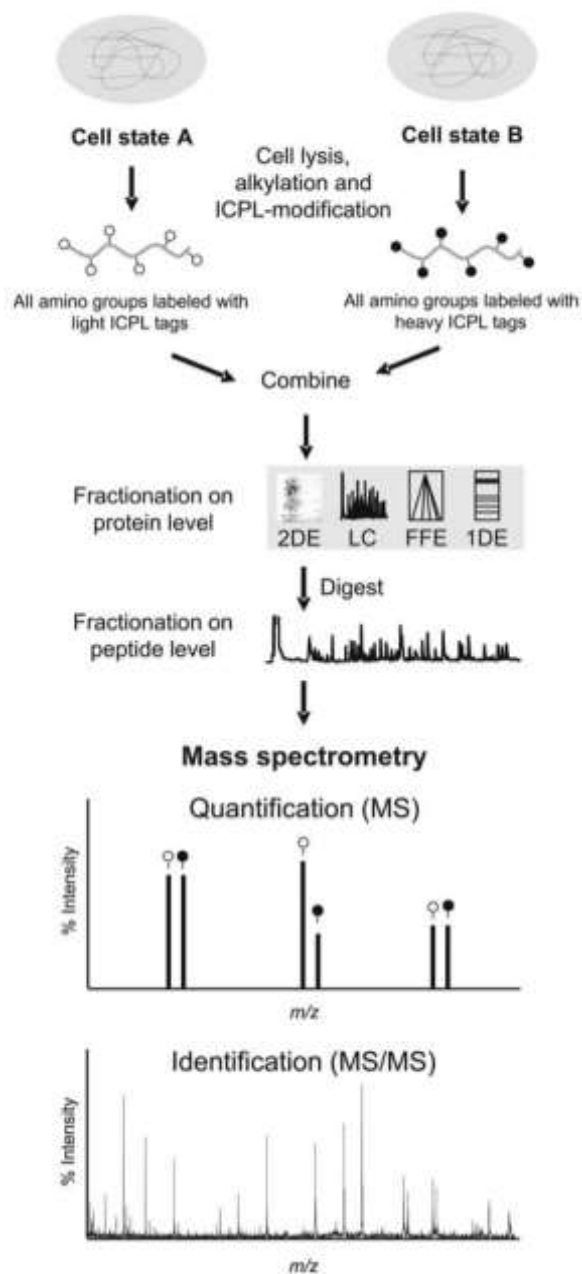 Cell state A
Cell state B
Cell lysis,
alkylation and
ICPL-modification
All amino groups labeled with
light ICPL tags
All amino groups labeled with
heavy ICPL tags
Combine
Fractionation on
protein level
2DE LC FFE 1DE
Digest
Fractionation on
peptide level
Mass spectrometry
Quantification (MS)
% Intensity
m/z
Identification (MS/MS)
% Intensity
m/z